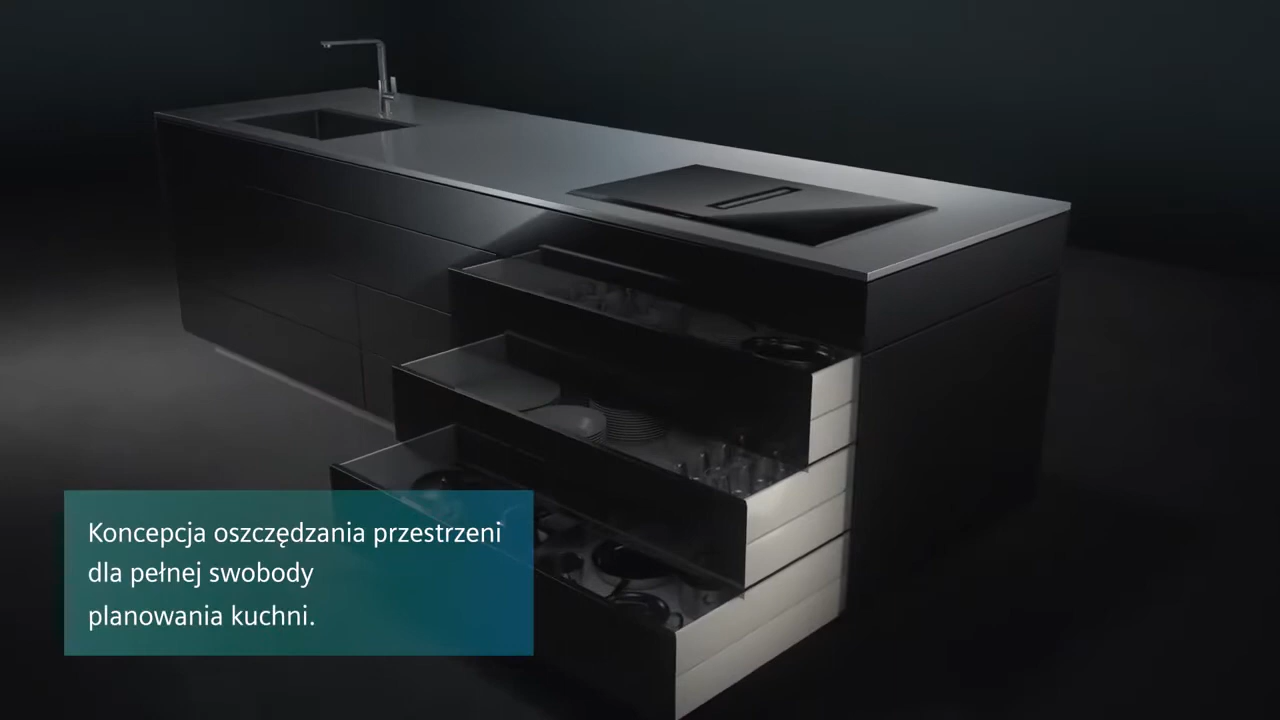 Koncepcja oszczędzania przestrzeni
dla pełnej swobody
planowania kuchni.